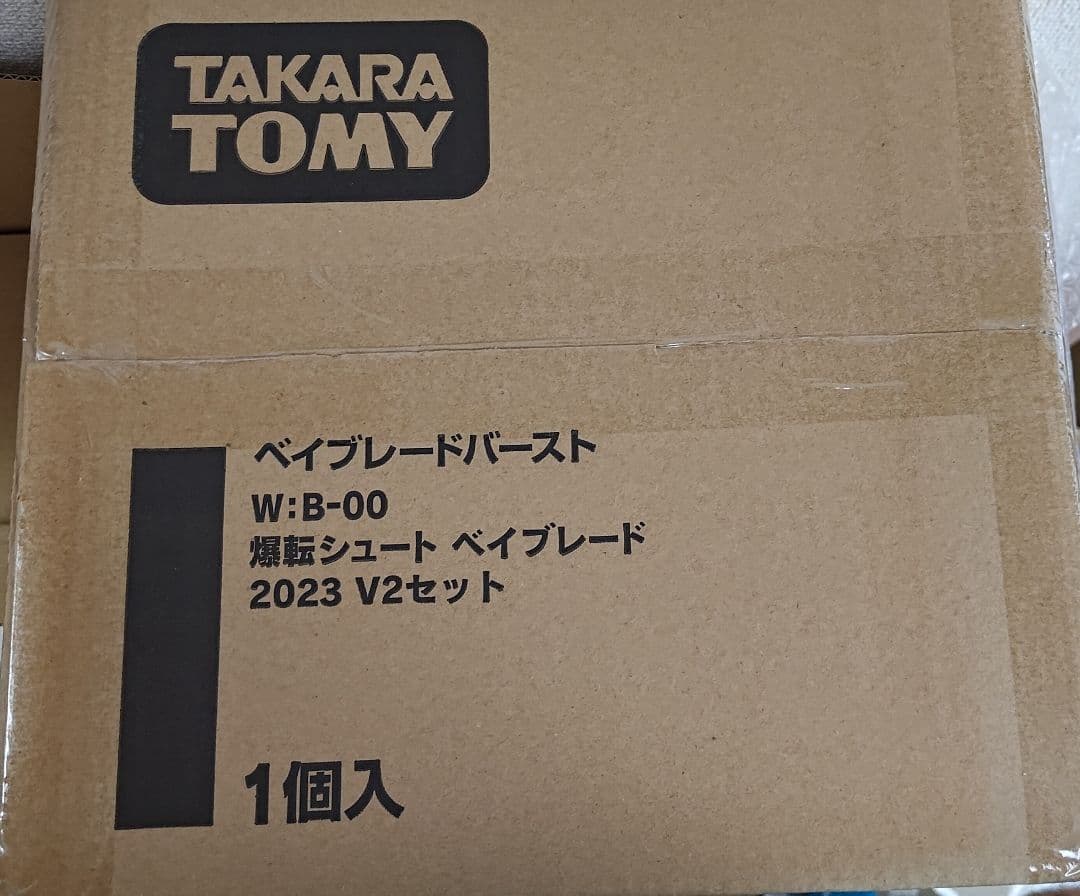 TAKARA
TOMY
ベイブレードバースト
W:B-00
爆転シュート ベイブレード
2023 V2セット
1個入